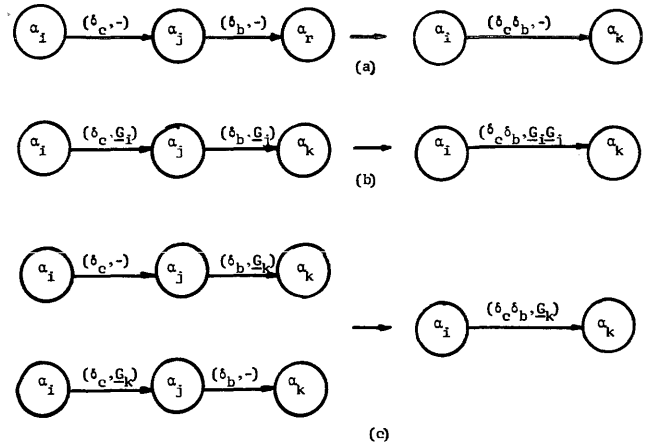 α_i (δ_c,-) α_j (δ_b,-) α_r α_i (δ_cδ_b,-) α_k
(a)
α_i (δ_c,G_i) α_j (δ_b,G_j) α_k α_i (δ_cδ_b,G_iG_j) α_k
(b)
α_i (δ_c,-) α_j (δ_b,G_k) α_k
α_i (δ_cδ_b,G_k) α_k
α_i (δ_c,G_k) α_j (δ_b,-) α_k
(c)